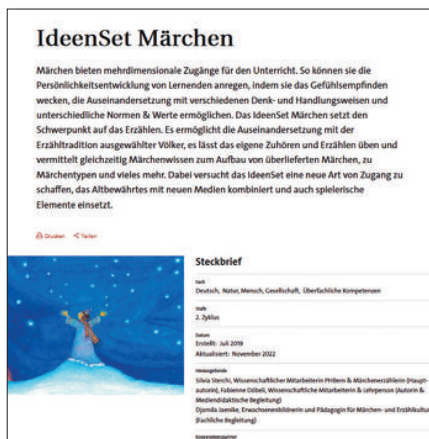 IdeenSet Märchen
Märchen bieten mehrdimensionale Zugänge für den Unterricht. So können sie die
Persönlichkeitsentwicklung von Lernenden anregen, indem sie das Gefühlsempfinden
wecken, die Auseinandersetzung mit verschiedenen Denk- und Handlungsweisen und
unterschiedliche Normen & Werte ermöglichen. Das IdeenSet Märchen setzt den
Schwerpunkt auf das Erzählen. Es ermöglicht die Auseinandersetzung mit der
Erzähltradition ausgewählter Völker, es lässt das eigene Zuhören und Erzählen üben und
vermittelt gleichzeitig Märchenwissen zum Aufbau von überlieferten Märchen, zu
Märchentypen und vieles mehr. Dabei versucht das IdeenSet eine neue Art von Zugang zu
schaffen, das Altbewährtes mit neuen Medien kombiniert und auch spielerische
Elemente einsetzt.
Drucken Teilen
Steckbrief
Fach
Deutsch, Natur, Mensch, Gesellschaft, Überfachliche Kompetenzen
Stufe
2. Zyklus
Datum
Erstellt: Juli 2019
Aktualisiert: November 2022
Herausgebende
Silvia Sterchi, Wissenschaftlicher Mitarbeiterin PHBern & Märchenerzählerin (Haupt-
autorin), Fabienne Döbeli, Wissenschaftliche Mitarbeiterin & Lehrperson (Autorin &
Mediendidaktische Begleitung)
Djamila Jaenike, Erwachsenenbildnerin und Pädagogin für Märchen- und Erzählkultur
(Fachliche Begleitung)
Kooperationspartner